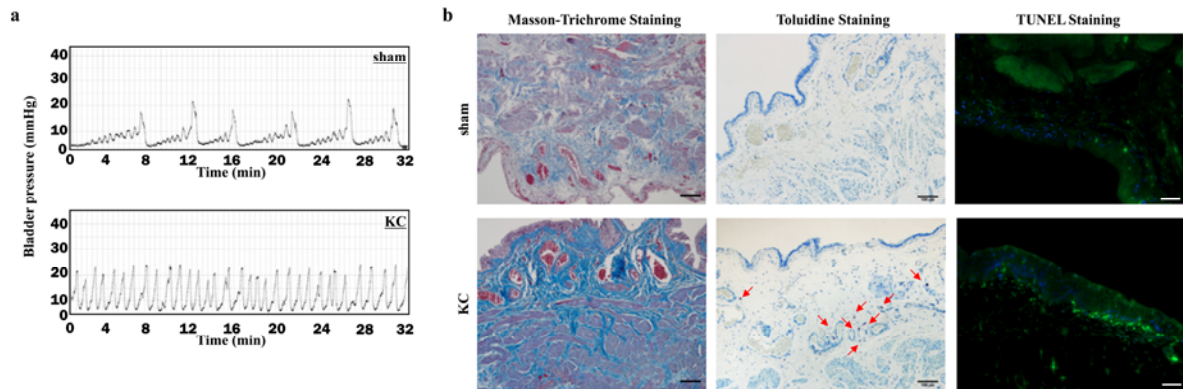 a
40
30
20
10
0
sham
0 4 8 12 16 20 24 28 32
Time (min)
Bladder pressure (mmHg)
40
30
20
10
0
KC
0 4 8 12 16 20 24 28 32
Time (min)
b
Masson-Trichrome Staining Toluidine Staining TUNEL Staining
sham
KC